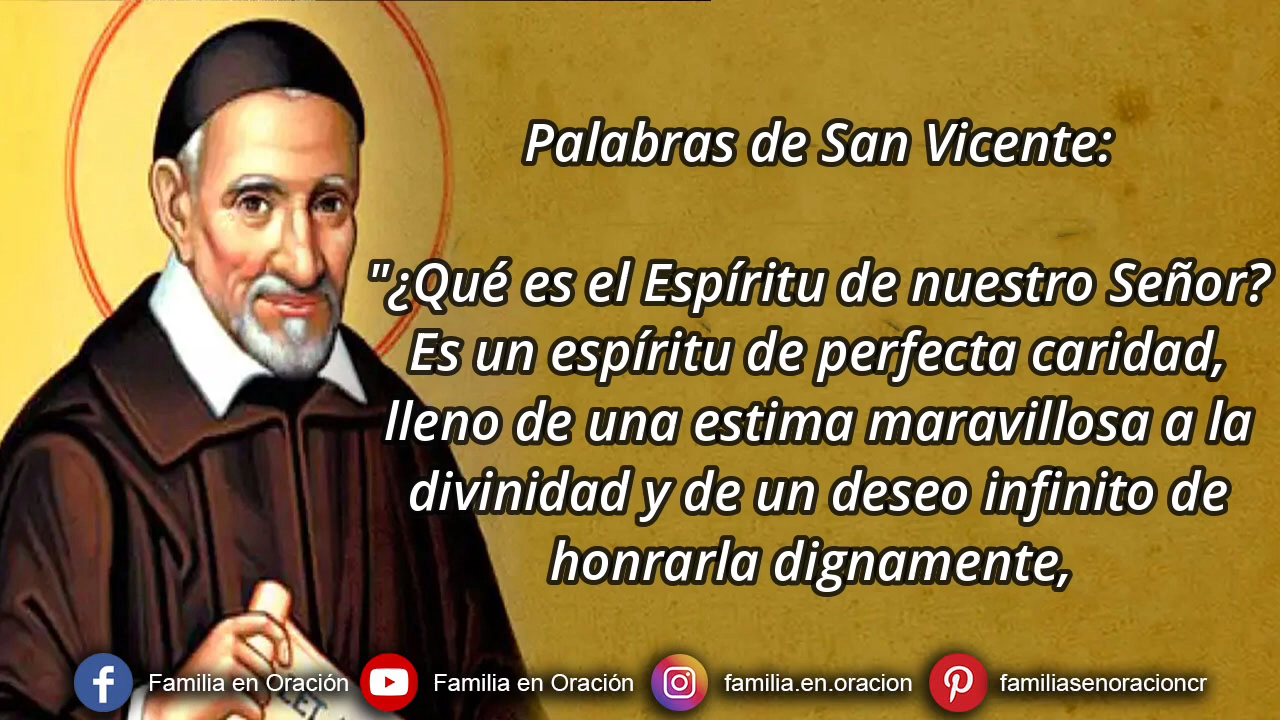 Palabras de San Vicente:
"¿Qué es el Espíritu de nuestro Señor?
Es un espíritu de perfecta caridad,
lleno de una estima maravillosa a la
divinidad y de un deseo infinito de
honrarla dignamente,
Familia en Oración
Familia en Oración
familia.en.oracion
familiasenoracioncr